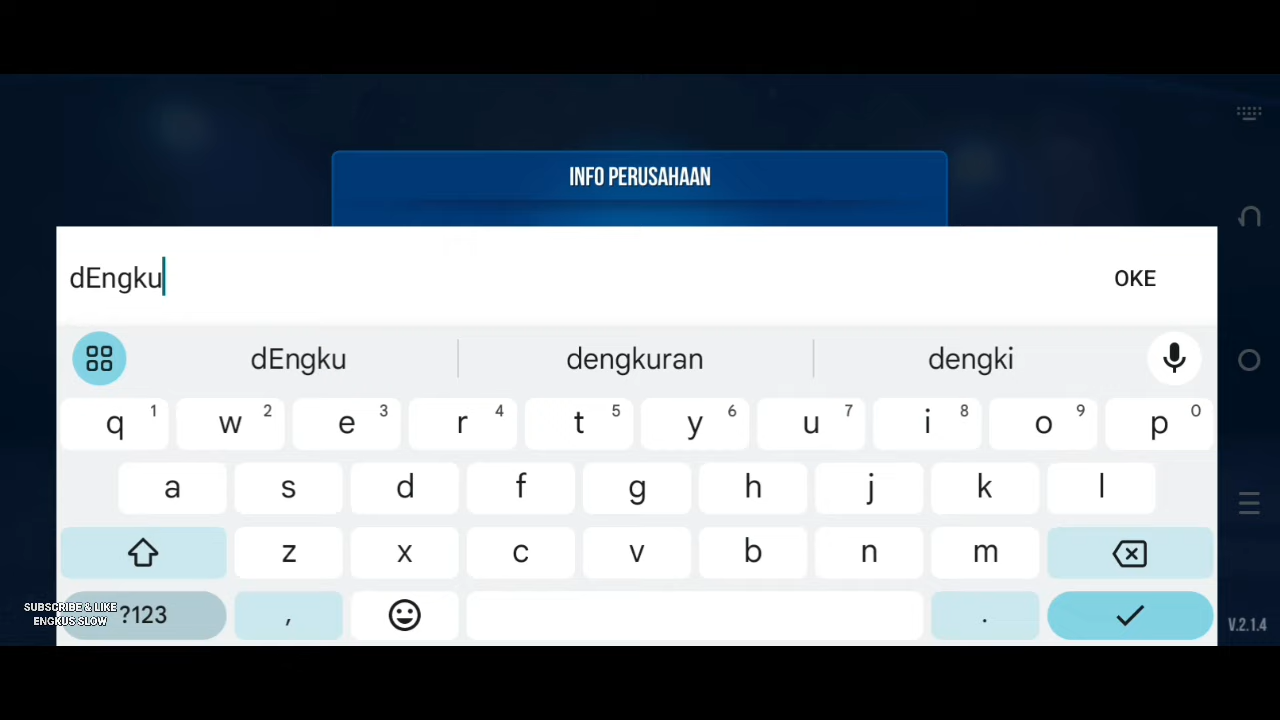 INFO PERUSAHAAN
dEngku
OKE
dEngku dengkuran dengki
q 1 w 2 e 3 r 4 t 5 y 6 u 7 i 8 o 9 p 0
a s d f g h j k l
z x c v b n m
SUBSCRIBE & LIKE
ENGKUS SLOW
?123 , .
V.2.1.4